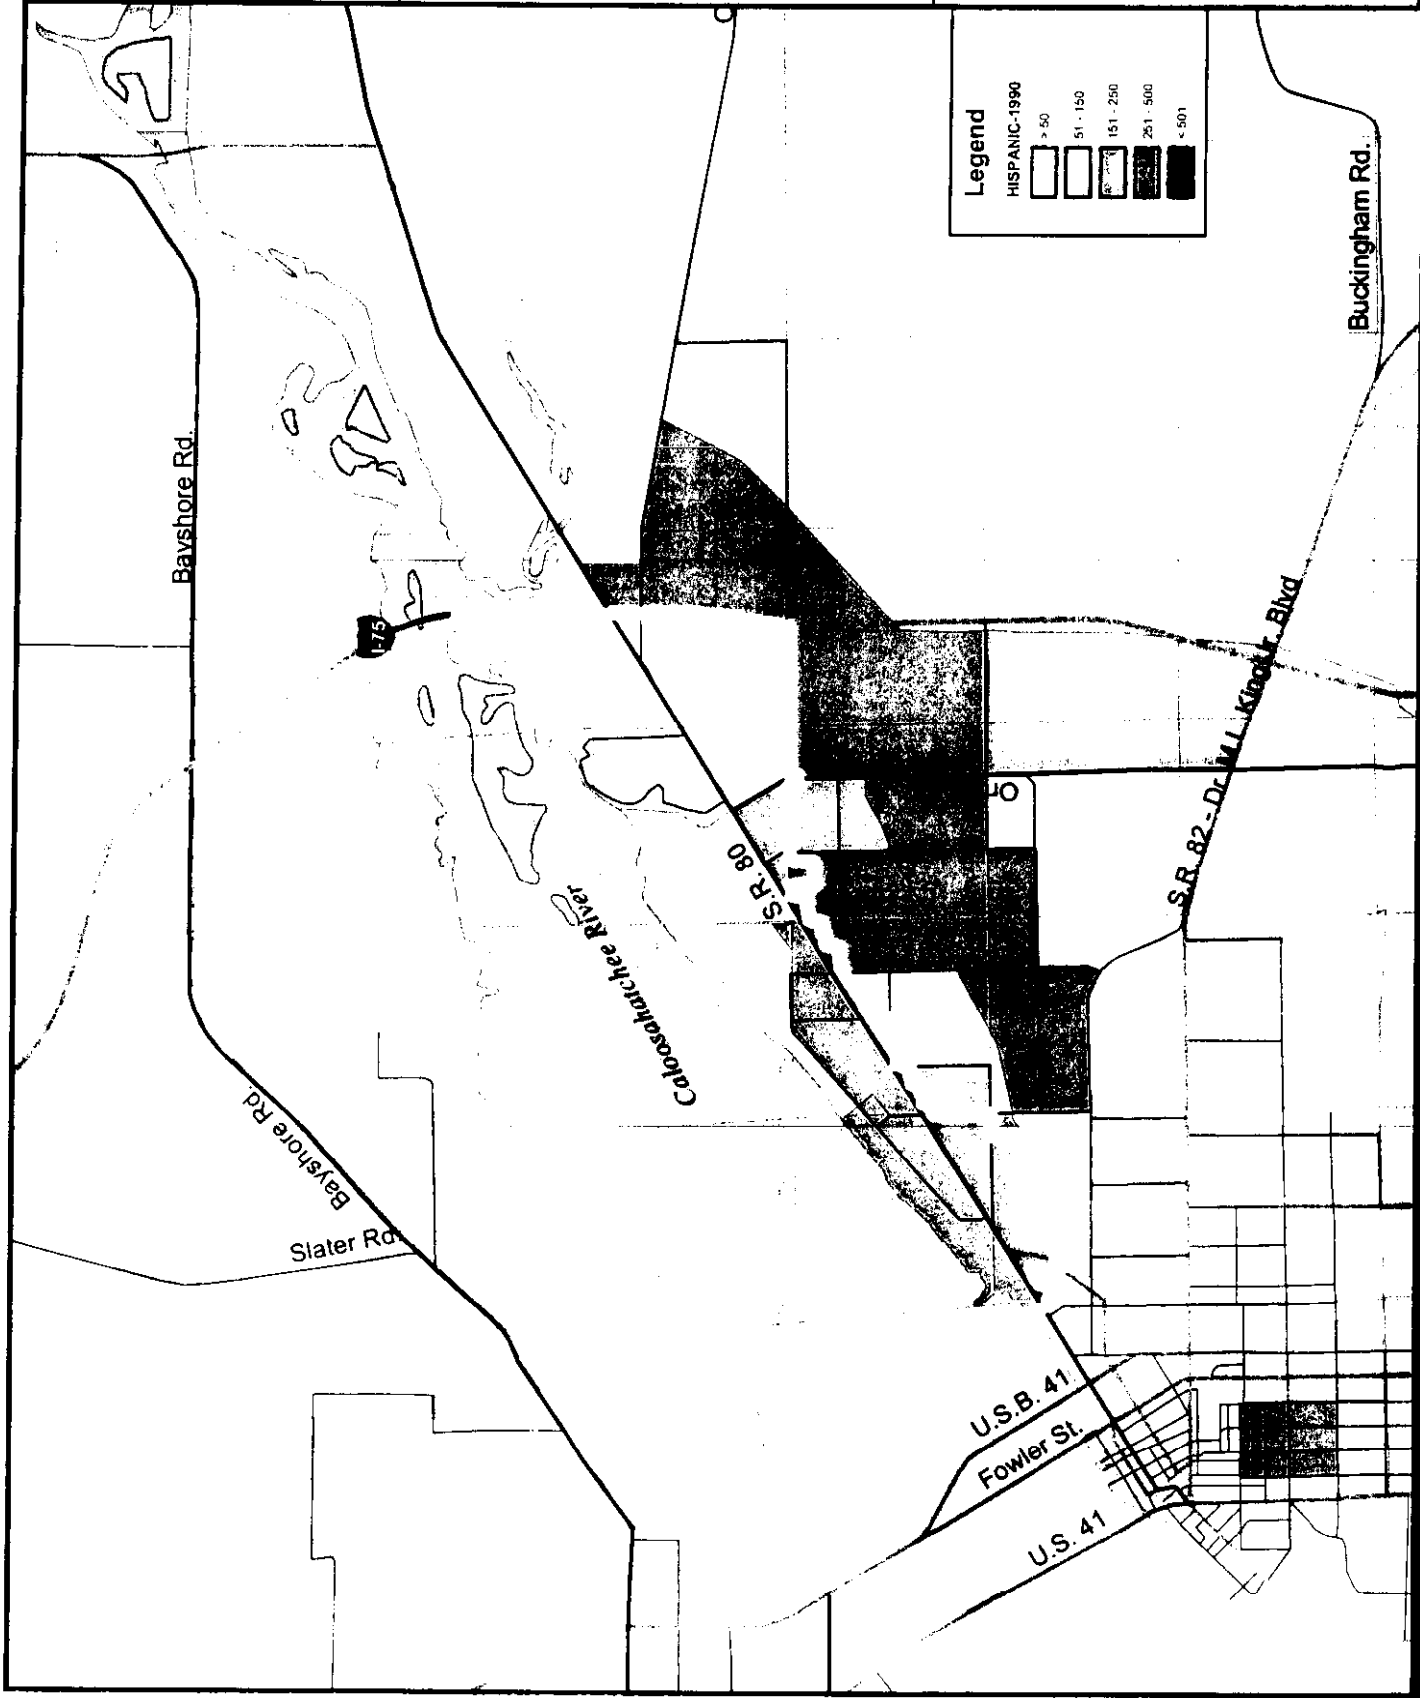 Legend
HISPANIC-1990
> 50
51 - 150
151 - 250
251 - 500
< 501
Buckingham Rd.
Bayshore Rd.
I-75
S.R. 82 - Dr. M.L. King Jr. Blvd
Or
S.R. 80
Caloosahatchee River
Bayshore Rd.
Slater Rd.
U.S.B. 41
Fowler St.
U.S. 41